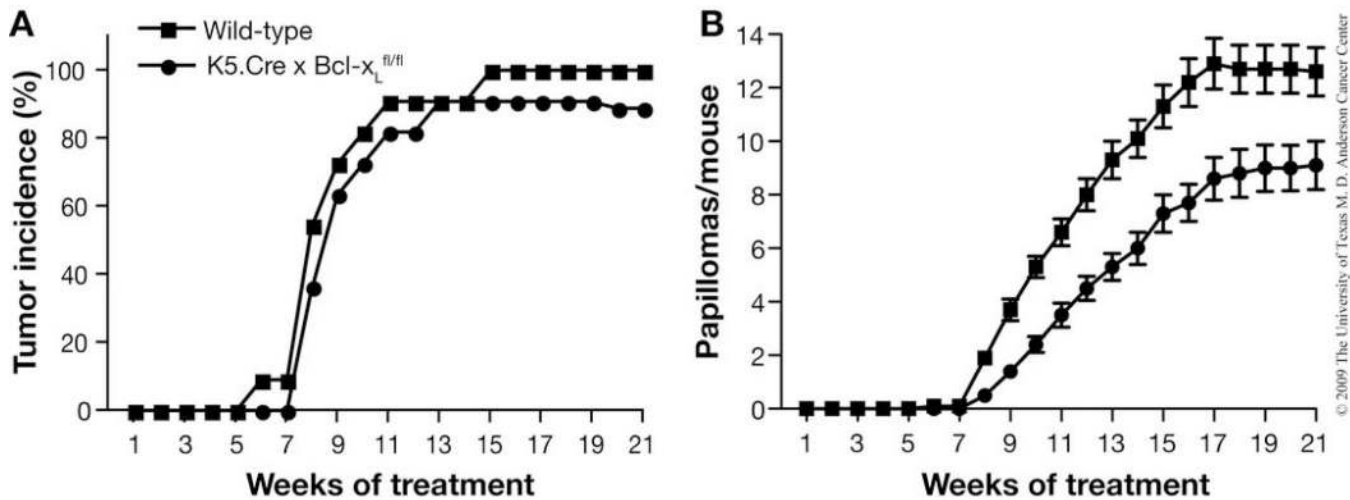 A
Wild-type
K5.Cre x Bcl-x_L^fl/fl
Tumor incidence (%)
100
80
60
40
20
0
1 3 5 7 9 11 13 15 17 19 21
Weeks of treatment
B
Papillomas/mouse
14
12
10
8
6
4
2
0
1 3 5 7 9 11 13 15 17 19 21
Weeks of treatment
© 2009 The University of Texas M. D. Anderson Cancer Center